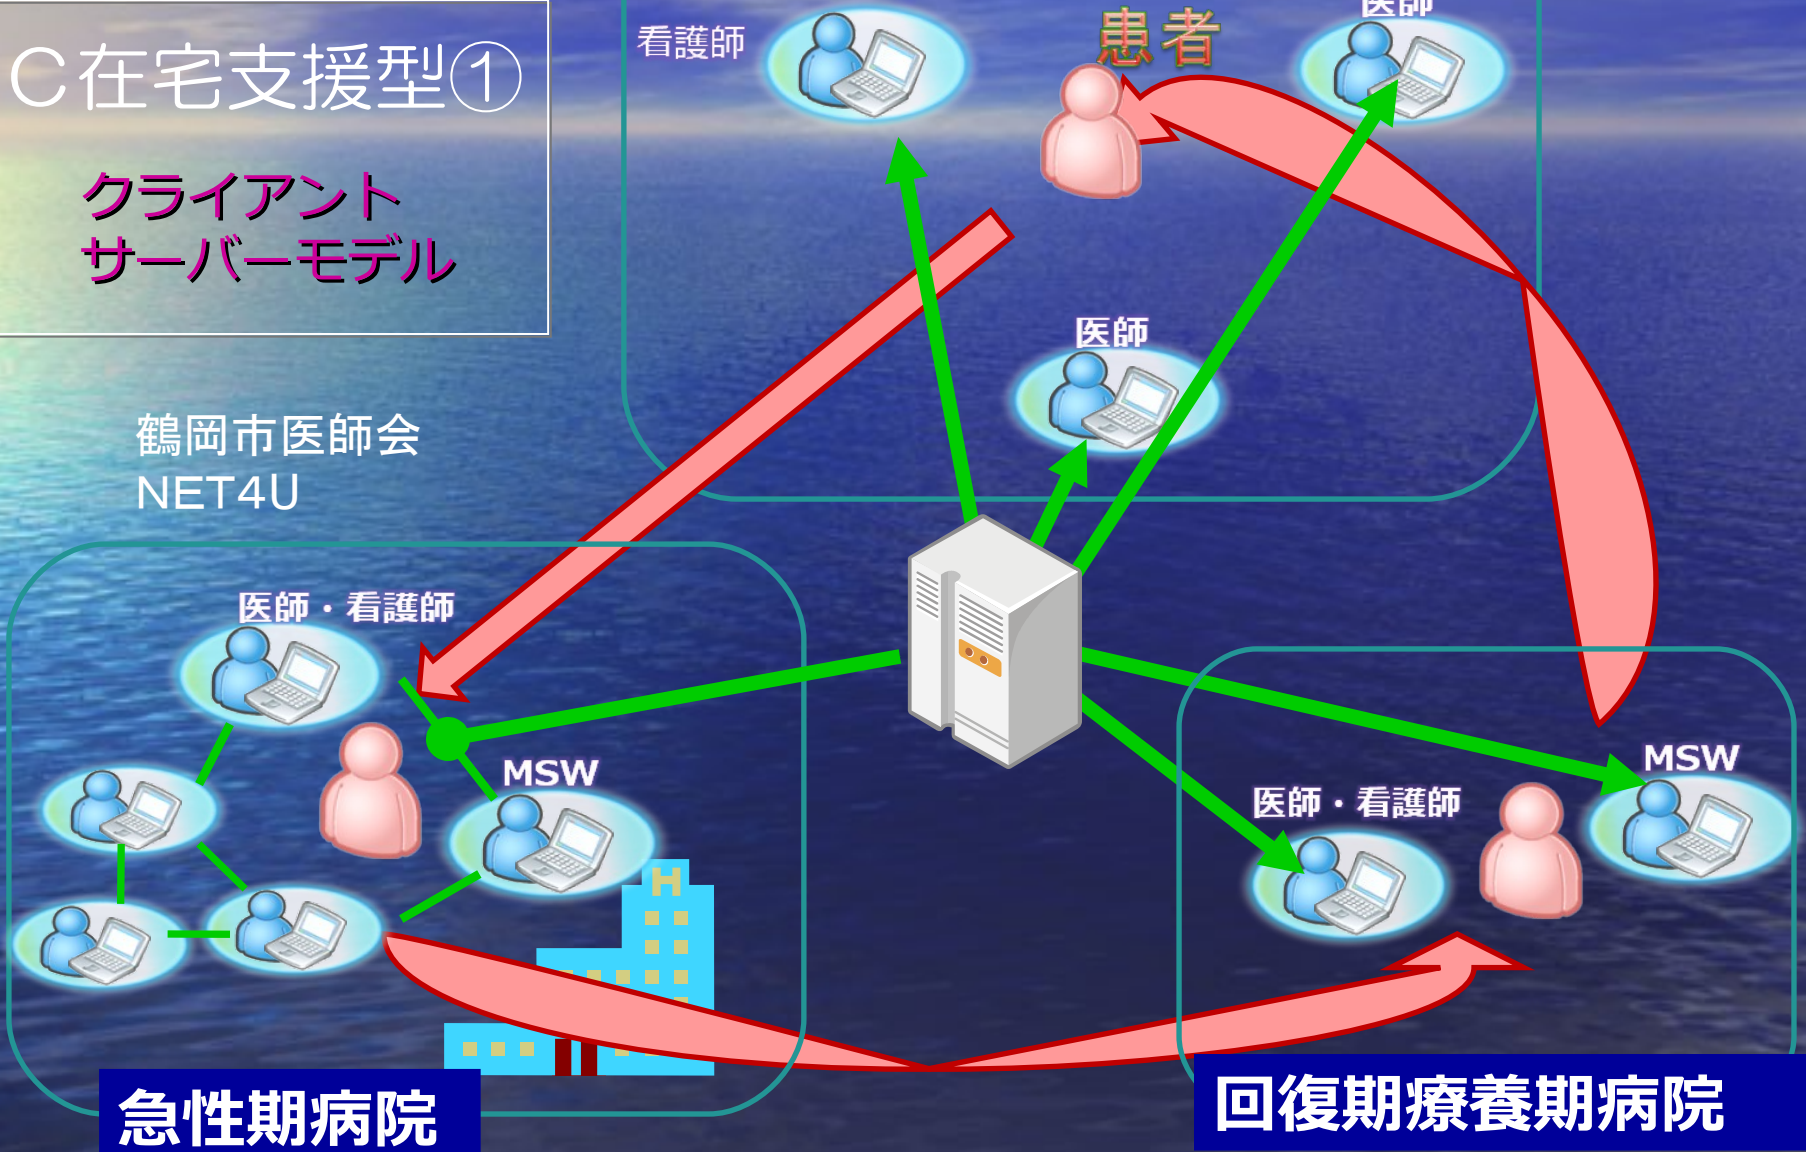 C在宅支援型①
クライアント
サーバーモデル
看護師
患者
医師
医師
鶴岡市医師会
NET4U
医師・看護師
MSW
MSW
医師・看護師
H
急性期病院
回復期療養期病院